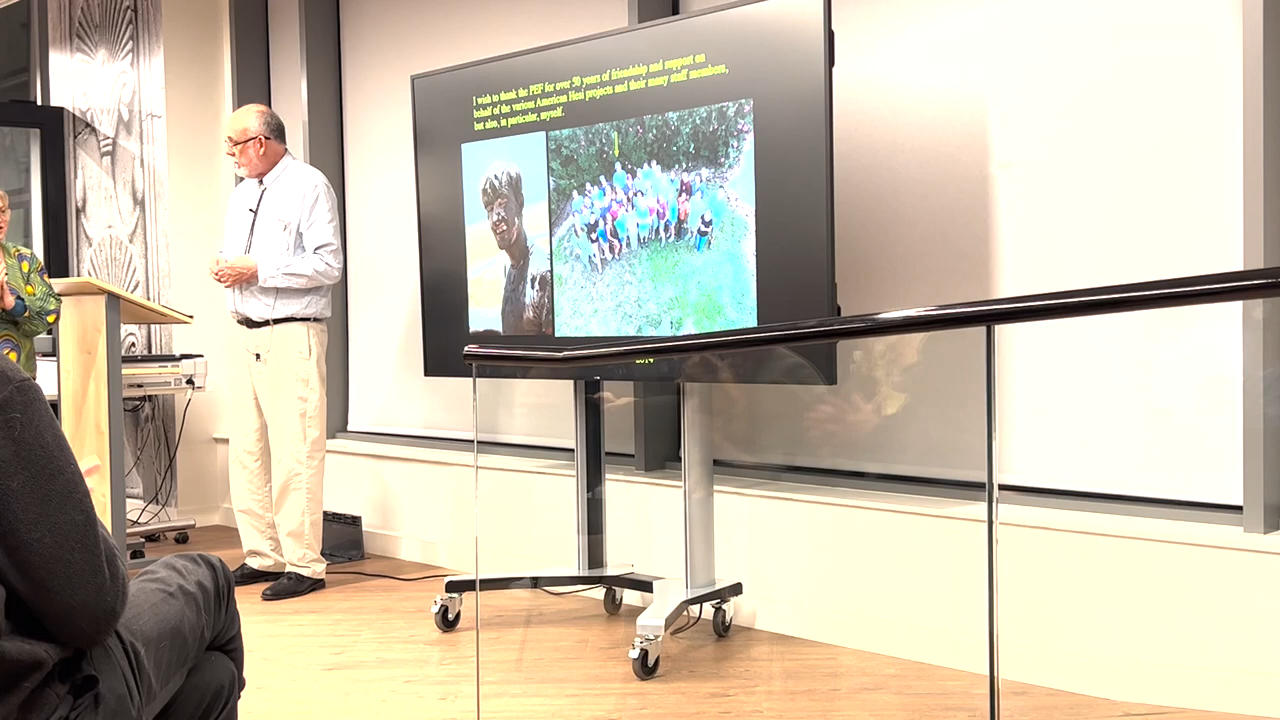 I wish to thank the PEF for over 50 years of friendship and support on
behalf of the various American Hesi projects and their many staff members,
but also, in particular, myself.
2014